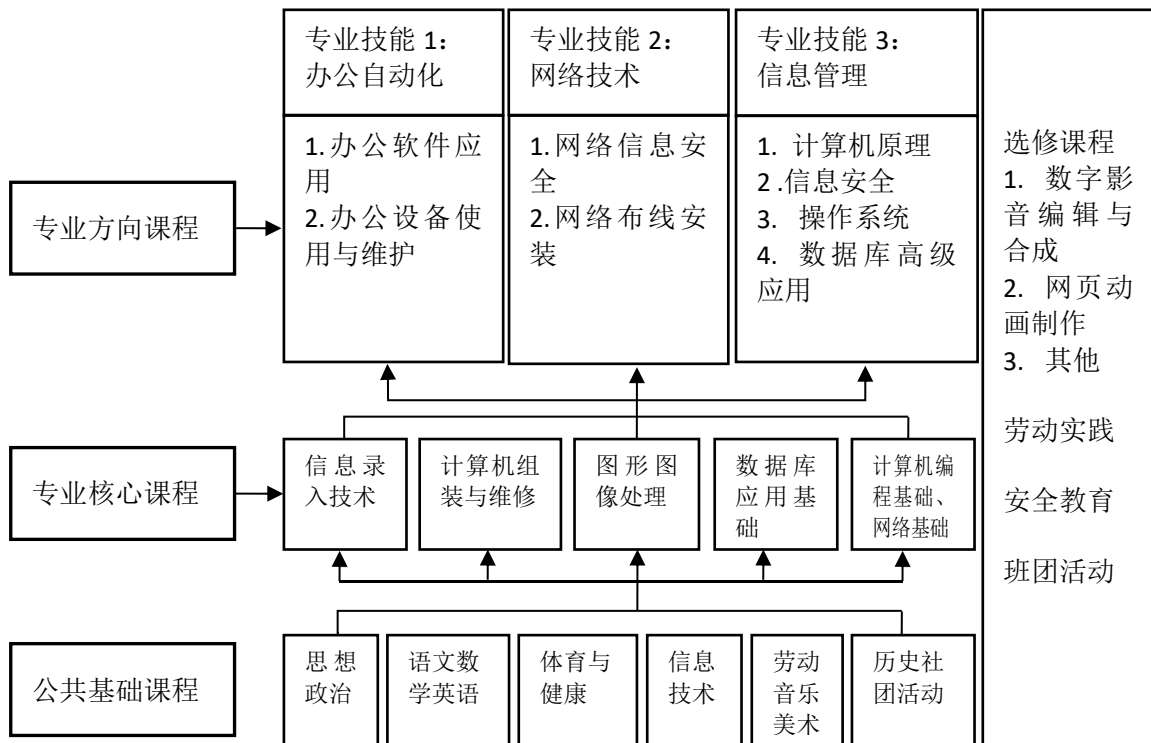 专业技能 1：
办公自动化
专业技能 2：
网络技术
专业技能 3：
信息管理
专业方向课程
1.办公软件应
用
2.办公设备使
用与维护
1.网络信息安
全
2.网络布线安
装
1. 计算机原理
2 .信息安全
3. 操作系统
4. 数据库高级
应用
选修课程
1. 数字影
音编辑与
合成
2. 网页动
画制作
3. 其他
劳动实践
安全教育
班团活动
专业核心课程
信息录
入技术
计算机组
装与维修
图形图
像处理
数据库
应用基
础
计算机编
程基础、
网络基础
公共基础课程
思想
政治
语文数
学英语
体育与
健康
信息
技术
劳动
音乐
美术
历史社
团活动